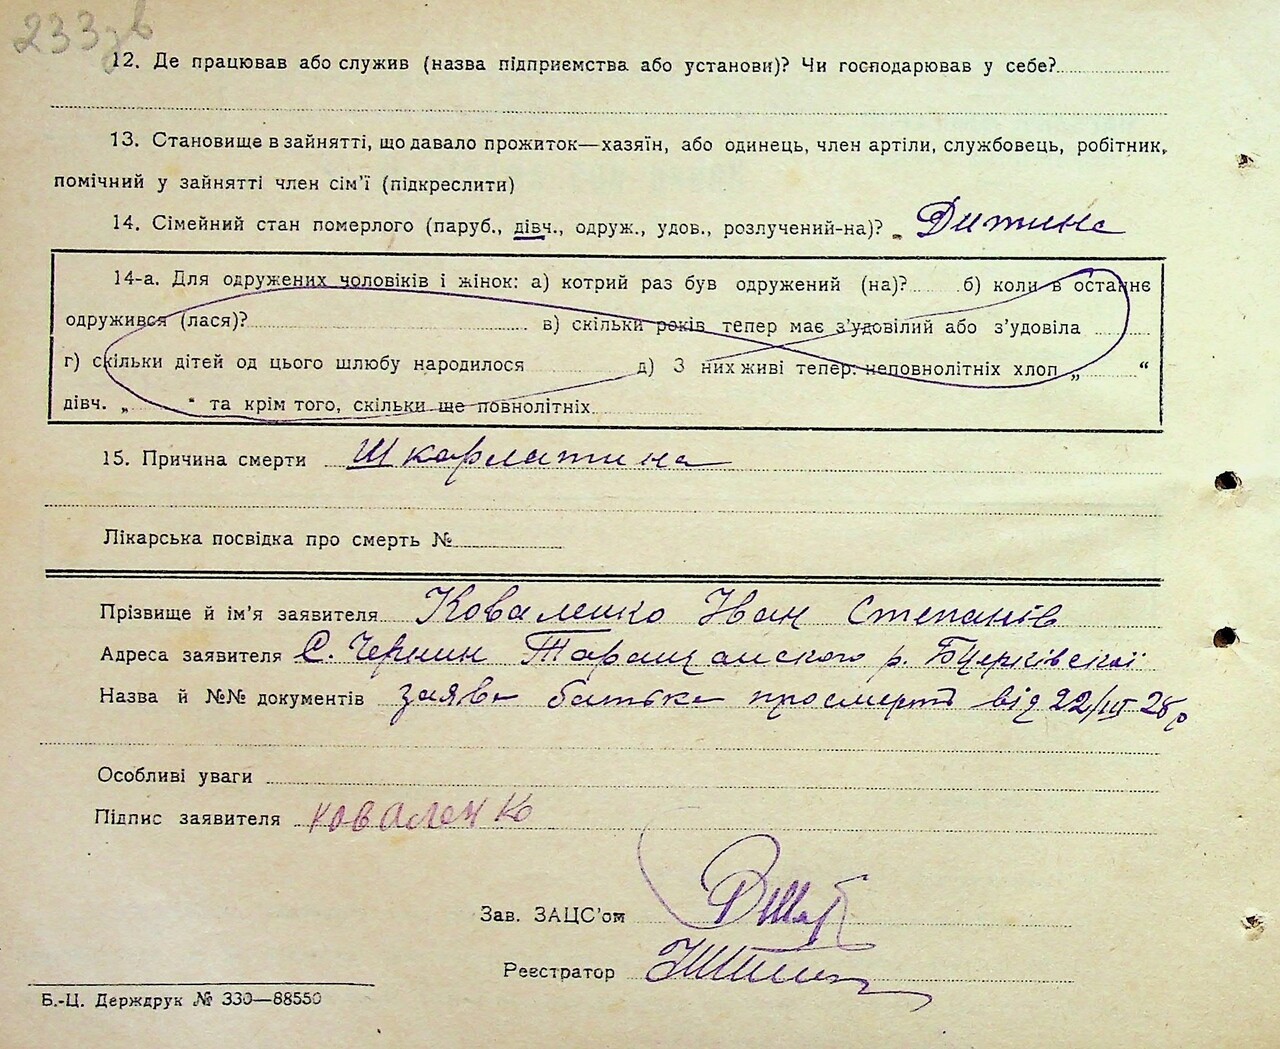 233зв
12. Де працював або служив (назва підприємства або установи)? Чи господарював у себе?
13. Становище в зайнятті, що давало прожиток—хазяїн, або одинець, член артіли, службовець, робітник,
помічний у зайнятті член сім'ї (підкреслити)
14. Сімейний стан померлого (паруб., дівч., одруж., удов., розлучений-на)? Дитина
14-а. Для одружених чоловіків і жінок: а) котрий раз був одружений (на)? б) коли в останнє
одружився (лася)? в) скільки років тепер має з'удовілий або з'удовіла
г) скільки дітей од цього шлюбу народилося д) З них живі тепер: неповнолітніх хлоп „ “
дівч. „ “ та крім того, скільки ще повнолітніх
15. Причина смерти Шкарлатина
Лікарська посвідка про смерть №
Прізвище й ім'я заявителя Коваленко Іван Степанів
Адреса заявителя С. Чернин Таращанского р. Б
Назва й №№ документів заява батька про смерть від 22/III 28р
Особливі уваги
Підпис заявителя Коваленко
Зав. ЗАЦС'ом
Реєстратор
Б.-Ц. Держдрук № 330—88550